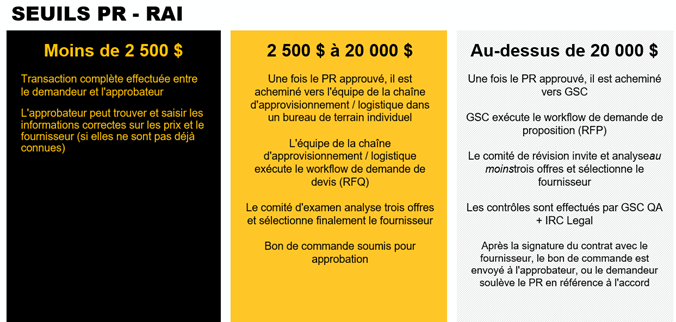 SEUILS PR - RAI
Moins de 2 500 $
Transaction complète effectuée entre
le demandeur et l'approbateur
L'approbateur peut trouver et saisir les
informations correctes sur les prix et le
fournisseur (si elles ne sont pas déjà
connues)
2 500 $ à 20 000 $
Une fois le PR approuvé, il est
acheminé vers l'équipe de la chaîne
d'approvisionnement / logistique dans
un bureau de terrain individuel
L'équipe de la chaîne
d'approvisionnement / logistique
exécute le workflow de demande de
devis (RFQ)
Le comité d'examen analyse trois offres
et sélectionne finalement le fournisseur
Bon de commande soumis pour
approbation
Au-dessus de 20 000 $
Une fois le PR approuvé, il est acheminé
vers GSC
GSC exécute le workflow de demande de
proposition (RFP)
Le comité de révision invite et analyseau
moinstrois offres et sélectionne le
fournisseur
Les contrôles sont effectués par GSC QA
+ IRC Legal
Après la signature du contrat avec le
fournisseur, le bon de commande est
envoyé à l'approbateur, ou le demandeur
soulève le PR en référence à l'accord